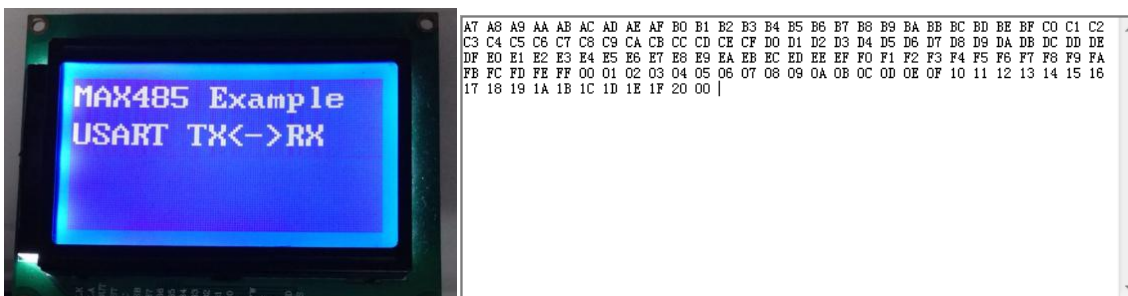 MAX485 Example
USART TX<->RX
A7 A8 A9 AA AB AC AD AE AF B0 B1 B2 B3 B4 B5 B6 B7 B8 B9 BA BB BC BD BE BF C0 C1 C2
C3 C4 C5 C6 C7 C8 C9 CA CB CC CD CE CF D0 D1 D2 D3 D4 D5 D6 D7 D8 D9 DA DB DC DD DE
DF E0 E1 E2 E3 E4 E5 E6 E7 E8 E9 EA EB EC ED EE EF F0 F1 F2 F3 F4 F5 F6 F7 F8 F9 FA
FB FC FD FE FF 00 01 02 03 04 05 06 07 08 09 0A 0B 0C 0D 0E 0F 10 11 12 13 14 15 16
17 18 19 1A 1B 1C 1D 1E 1F 20 00